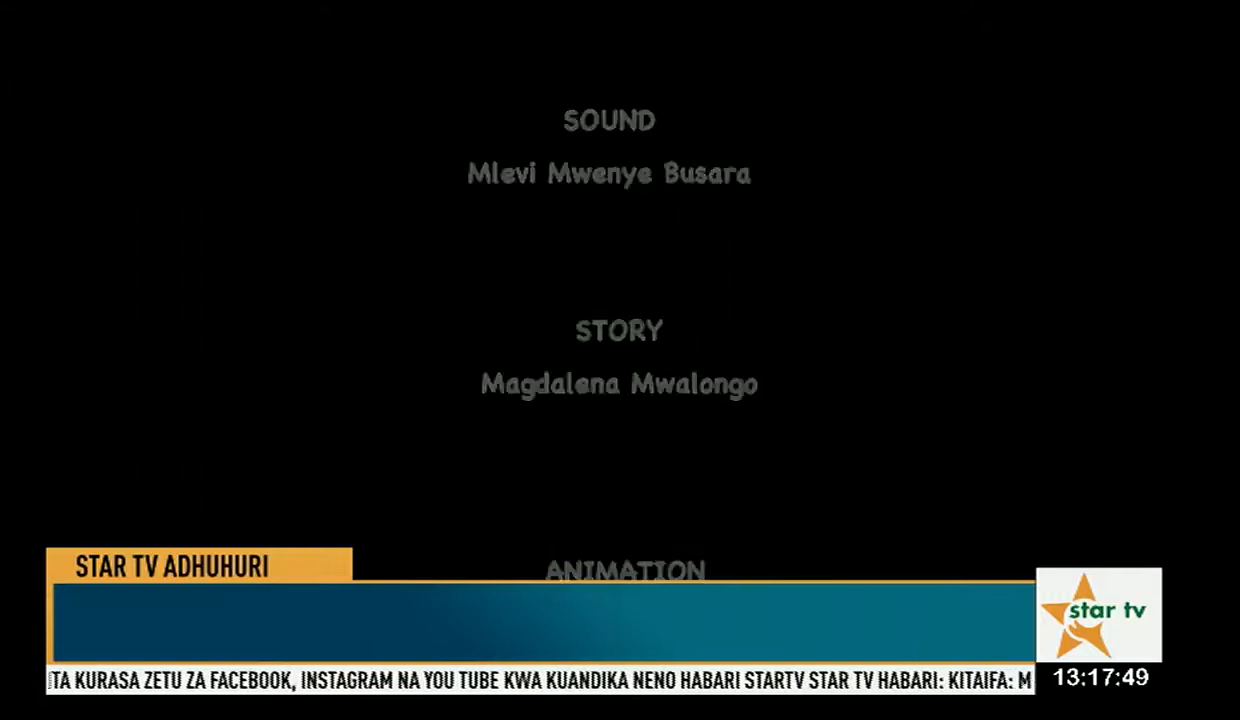 SOUND
Mlevi Mwenye Busara
STORY
Magdalena Mwalongo
ANIMATION
STAR TV ADHUHURI
star tv
TA KURASA ZETU ZA FACEBOOK, INSTAGRAM NA YOU TUBE KWA KUANDIKA NENO HABARI STARTV STAR TV HABARI: KITAIFA: M
13:17:49